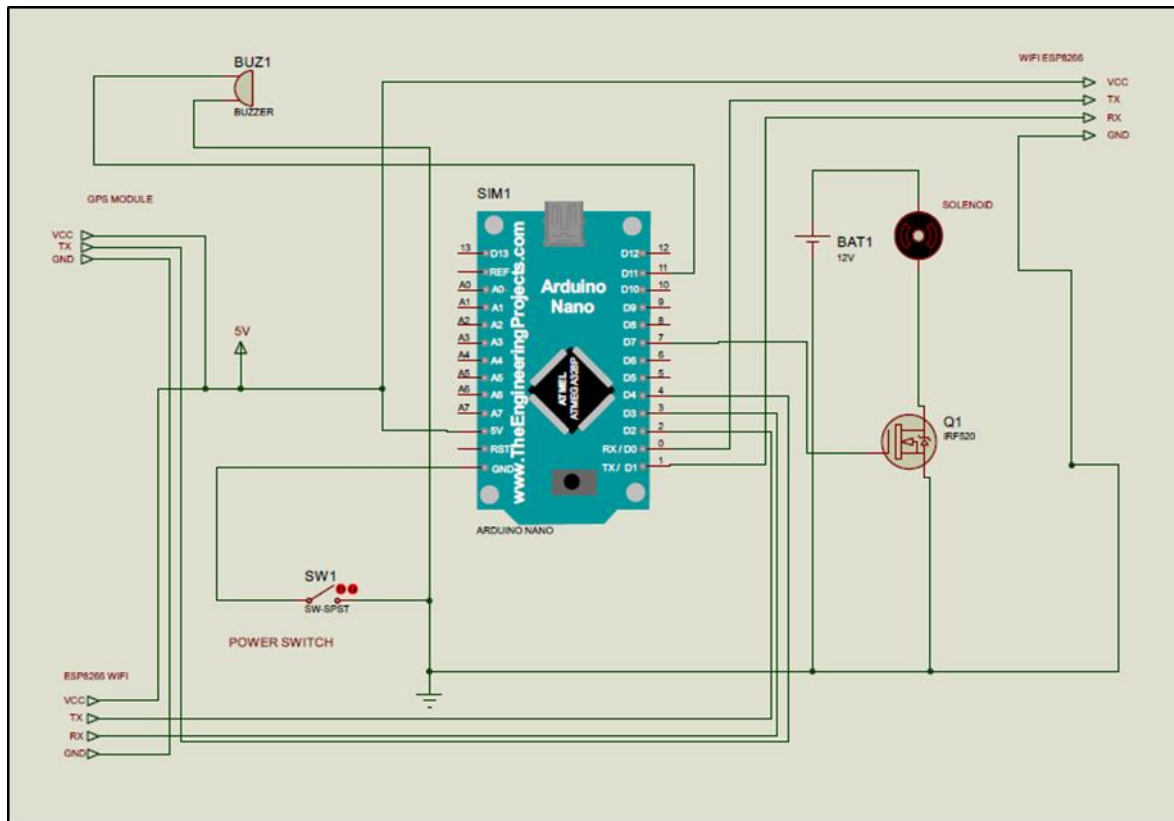 BUZ1
BUZZER
WIFI ESP8266
VCC
TX
RX
GND
GPS MODULE
VCC
TX
GND
SIM1
SOLENOID
BAT1
12V
5V
www.TheEngineeringProjects.com
Arduino
Nano
ATMEL
ATMEGA328P
13 D13
REF
A0 A0
A1 A1
A2 A2
A3 A3
A4 A4
A5 A5
A6 A6
A7 A7
5V
RST
GND
D12 12
D11 11
D10 10
D9 9
D8 8
D7 7
D6 6
D5 5
D4 4
D3 3
D2 2
RX / D0 0
TX / D1 1
ARDUINO NANO
Q1
IRF520
SW1
SW-SPST
POWER SWITCH
ESP8266 WIFI
VCC
TX
RX
GND